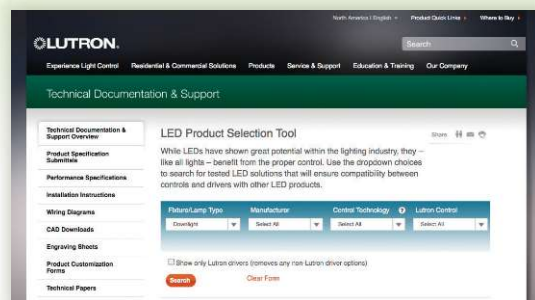 North America / English
Product Quick Links
Where to Buy
LUTRON.
Search
Experience Light Control Residential & Commercial Solutions Products Service & Support Education & Training Our Company
Technical Documentation & Support
Technical Documentation &
Support Overview
Product Specification
Submittals
Performance Specifications
Installation Instructions
Wiring Diagrams
CAD Downloads
Engraving Sheets
Product Customization
Forms
Technical Papers
LED Product Selection Tool
Share
While LEDs have shown great potential within the lighting industry, they –
like all lights – benefit from the proper control. Use the dropdown choices
to search for tested LED solutions that will ensure compatibility between
controls and drivers with other LED products.
Fixture/Lamp Type Manufacturer Control Technology ? Lutron Control
Downlight Select All Select All Select All
Show only Lutron drivers (removes any non-Lutron driver options)
Search Clear Form